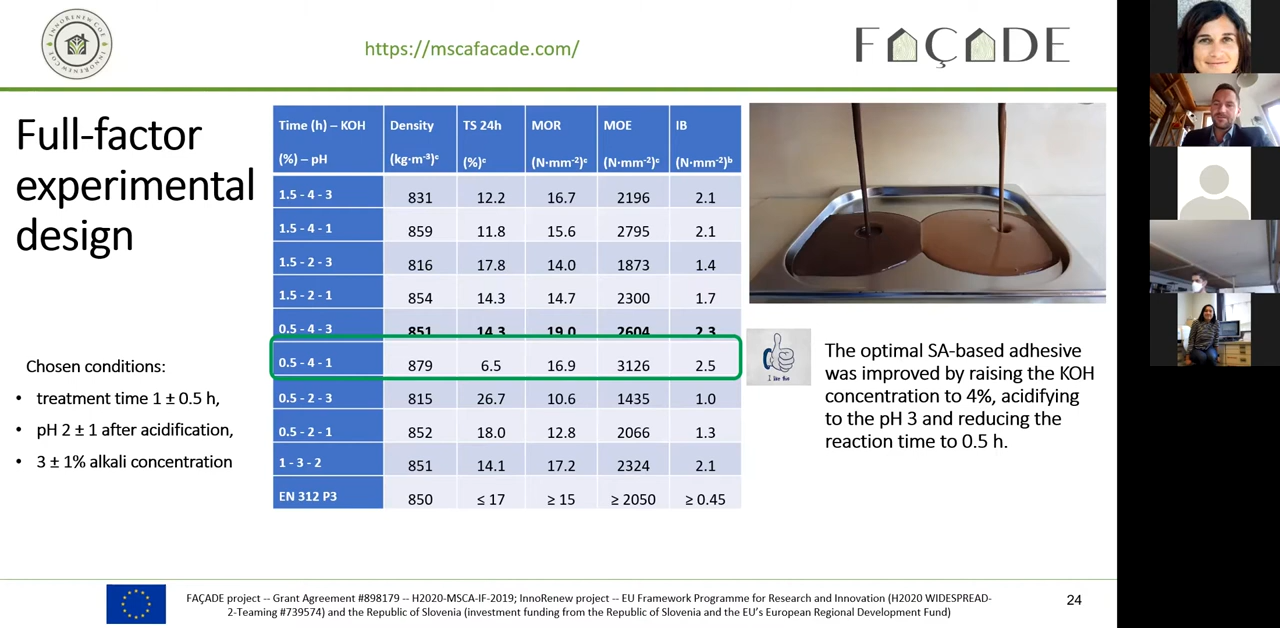 INNORENEW COE
INNORENEW COE
https://mscafacade.com/
FAÇADE
Full-factor
experimental
design
Chosen conditions:
• treatment time 1 ± 0.5 h,
• pH 2 ± 1 after acidification,
• 3 ± 1% alkali concentration
Time (h) – KOH (%) – pH Density (kg·m⁻³)ᶜ TS 24h (%)ᶜ MOR (N·mm⁻²)ᶜ MOE (N·mm⁻²)ᶜ IB (N·mm⁻²)ᵇ
1.5 - 4 - 3 831 12.2 16.7 2196 2.1
1.5 - 4 - 1 859 11.8 15.6 2795 2.1
1.5 - 2 - 3 816 17.8 14.0 1873 1.4
1.5 - 2 - 1 854 14.3 14.7 2300 1.7
0.5 - 4 - 3 851 14.3 19.0 2604 2.3
0.5 - 4 - 1 879 6.5 16.9 3126 2.5
0.5 - 2 - 3 815 26.7 10.6 1435 1.0
0.5 - 2 - 1 852 18.0 12.8 2066 1.3
1 - 3 - 2 851 14.1 17.2 2324 2.1
EN 312 P3 850 ≤ 17 ≥ 15 ≥ 2050 ≥ 0.45
I like this
The optimal SA-based adhesive
was improved by raising the KOH
concentration to 4%, acidifying
to the pH 3 and reducing the
reaction time to 0.5 h.
FAÇADE project -- Grant Agreement #898179 -- H2020-MSCA-IF-2019; InnoRenew project -- EU Framework Programme for Research and Innovation (H2020 WIDESPREAD-
2-Teaming #739574) and the Republic of Slovenia (investment funding from the Republic of Slovenia and the EU's European Regional Development Fund)
24